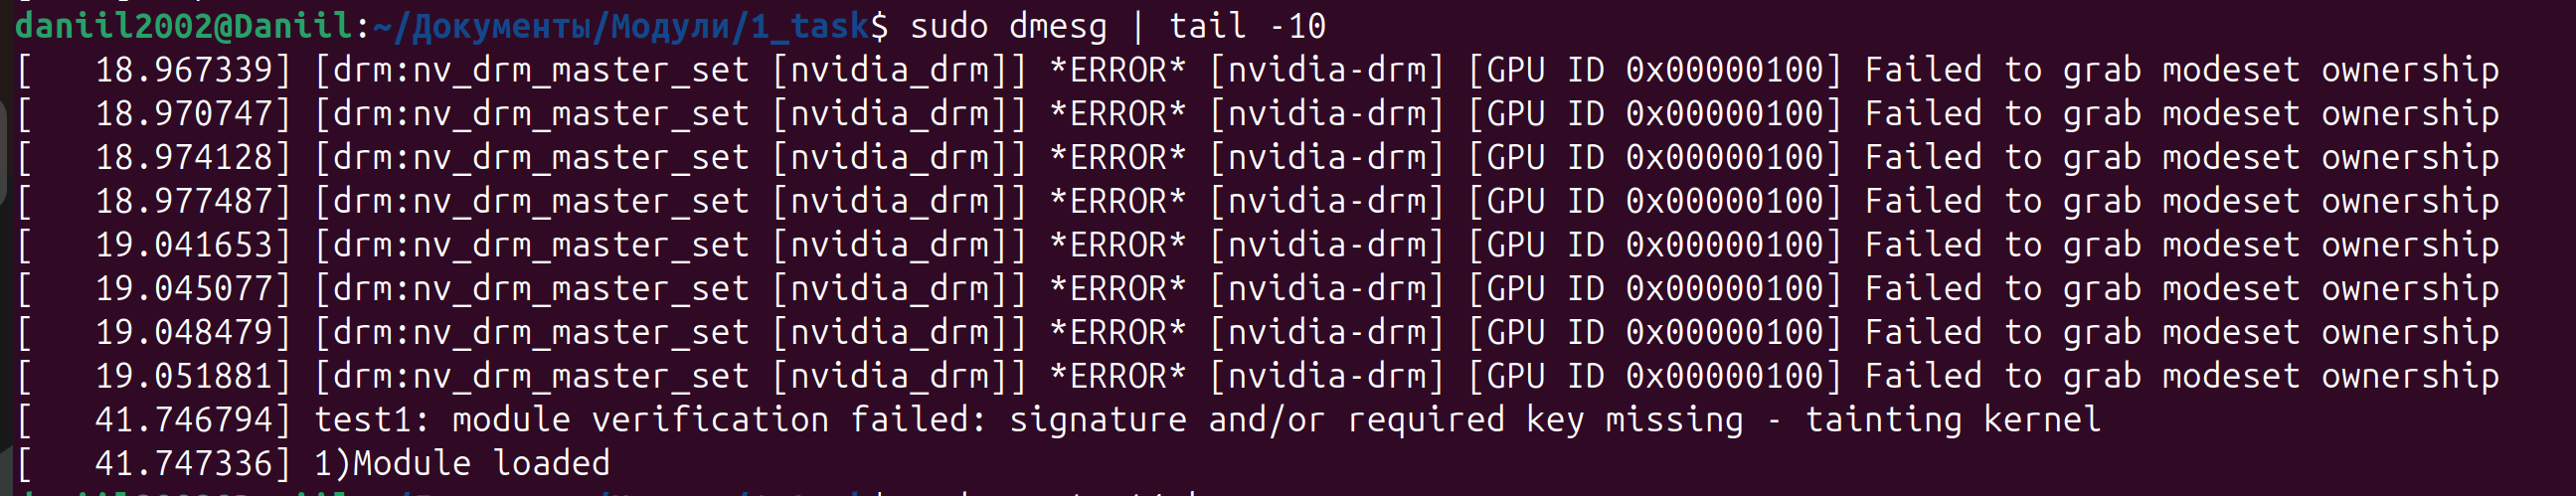 daniil2002@Daniil:~/Документы/Модули/1_task$ sudo dmesg | tail -10
[   18.967339] [drm:nv_drm_master_set [nvidia_drm]] *ERROR* [nvidia-drm] [GPU ID 0x00000100] Failed to grab modeset ownership
[   18.970747] [drm:nv_drm_master_set [nvidia_drm]] *ERROR* [nvidia-drm] [GPU ID 0x00000100] Failed to grab modeset ownership
[   18.974128] [drm:nv_drm_master_set [nvidia_drm]] *ERROR* [nvidia-drm] [GPU ID 0x00000100] Failed to grab modeset ownership
[   18.977487] [drm:nv_drm_master_set [nvidia_drm]] *ERROR* [nvidia-drm] [GPU ID 0x00000100] Failed to grab modeset ownership
[   19.041653] [drm:nv_drm_master_set [nvidia_drm]] *ERROR* [nvidia-drm] [GPU ID 0x00000100] Failed to grab modeset ownership
[   19.045077] [drm:nv_drm_master_set [nvidia_drm]] *ERROR* [nvidia-drm] [GPU ID 0x00000100] Failed to grab modeset ownership
[   19.048479] [drm:nv_drm_master_set [nvidia_drm]] *ERROR* [nvidia-drm] [GPU ID 0x00000100] Failed to grab modeset ownership
[   19.051881] [drm:nv_drm_master_set [nvidia_drm]] *ERROR* [nvidia-drm] [GPU ID 0x00000100] Failed to grab modeset ownership
[   41.746794] test1: module verification failed: signature and/or required key missing - tainting kernel
[   41.747336] 1)Module loaded